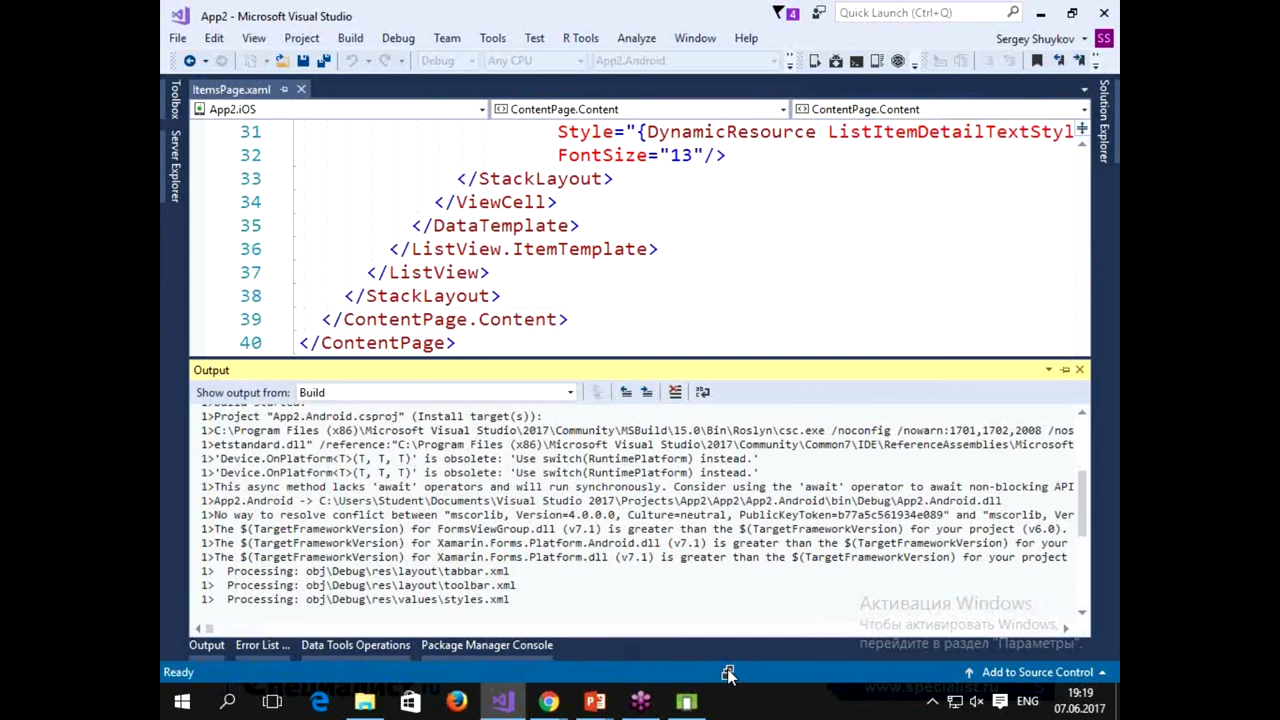 App2 - Microsoft Visual Studio
4
Quick Launch (Ctrl+Q)
File Edit View Project Build Debug Team Tools Test R Tools Analyze Window Help
Sergey Shuykov
SS
Debug Any CPU App2.Android
Toolbox
Server Explorer
Solution Explorer
ItemsPage.xaml
App2.iOS ContentPage.Content ContentPage.Content
31 Style="{DynamicResource ListItemDetailTextStyl
32 FontSize="13"/>
33 </StackLayout>
34 </ViewCell>
35 </DataTemplate>
36 </ListView.ItemTemplate>
37 </ListView>
38 </StackLayout>
39 </ContentPage.Content>
40 </ContentPage>
Output
Show output from: Build
1>Build started.
1>Project "App2.Android.csproj" (Install target(s)):
1>C:\Program Files (x86)\Microsoft Visual Studio\2017\Community\MSBuild\15.0\Bin\Roslyn\csc.exe /noconfig /nowarn:1701,1702,2008 /nos
1>etstandard.dll" /reference:"C:\Program Files (x86)\Microsoft Visual Studio\2017\Community\Common7\IDE\ReferenceAssemblies\Microsoft
1>'Device.OnPlatform<T>(T, T, T)' is obsolete: 'Use switch(RuntimePlatform) instead.'
1>'Device.OnPlatform<T>(T, T, T)' is obsolete: 'Use switch(RuntimePlatform) instead.'
1>This async method lacks 'await' operators and will run synchronously. Consider using the 'await' operator to await non-blocking API
1>App2.Android -> C:\Users\Student\Documents\Visual Studio 2017\Projects\App2\App2\App2.Android\bin\Debug\App2.Android.dll
1>No way to resolve conflict between "mscorlib, Version=4.0.0.0, Culture=neutral, PublicKeyToken=b77a5c561934e089" and "mscorlib, Ver
1>The $(TargetFrameworkVersion) for FormsViewGroup.dll (v7.1) is greater than the $(TargetFrameworkVersion) for your project (v6.0).
1>The $(TargetFrameworkVersion) for Xamarin.Forms.Platform.Android.dll (v7.1) is greater than the $(TargetFrameworkVersion) for your
1>The $(TargetFrameworkVersion) for Xamarin.Forms.Platform.dll (v7.1) is greater than the $(TargetFrameworkVersion) for your project
1> Processing: obj\Debug\res\layout\tabbar.xml
1> Processing: obj\Debug\res\layout\toolbar.xml
1> Processing: obj\Debug\res\values\styles.xml
Активация Windows
Чтобы активировать Windows,
перейдите в раздел "Параметры".
Output Error List ... Data Tools Operations Package Manager Console
Ready
Add to Source Control
www.specialist.ru
ENG
19:19
07.06.2017